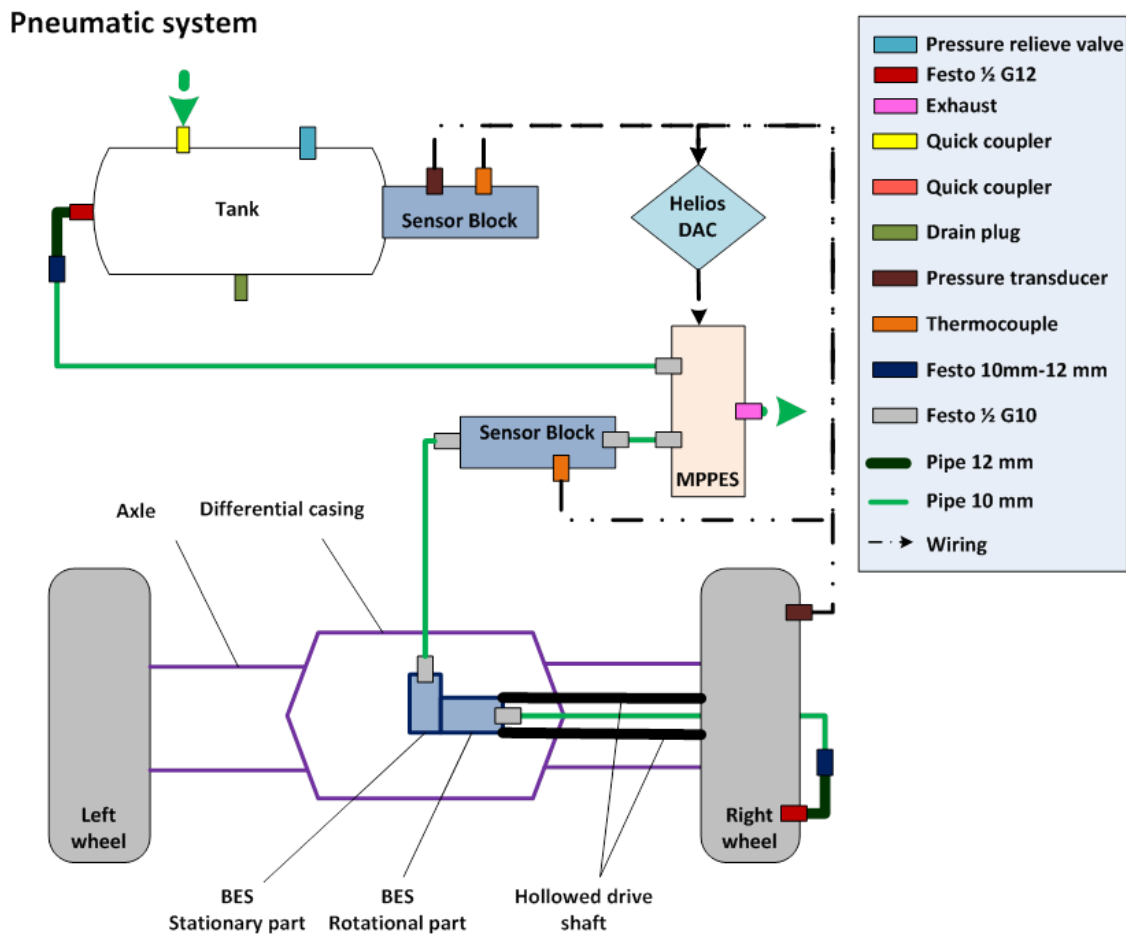 Pneumatic system
Pressure relieve valve
Festo ½ G12
Exhaust
Quick coupler
Quick coupler
Drain plug
Pressure transducer
Thermocouple
Festo 10mm-12 mm
Festo ½ G10
Pipe 12 mm
Pipe 10 mm
Wiring
Tank
Sensor Block
Helios
DAC
Sensor Block
MPPES
Axle
Differential casing
Left
wheel
Right
wheel
BES
Stationary part
BES
Rotational part
Hollowed drive
shaft